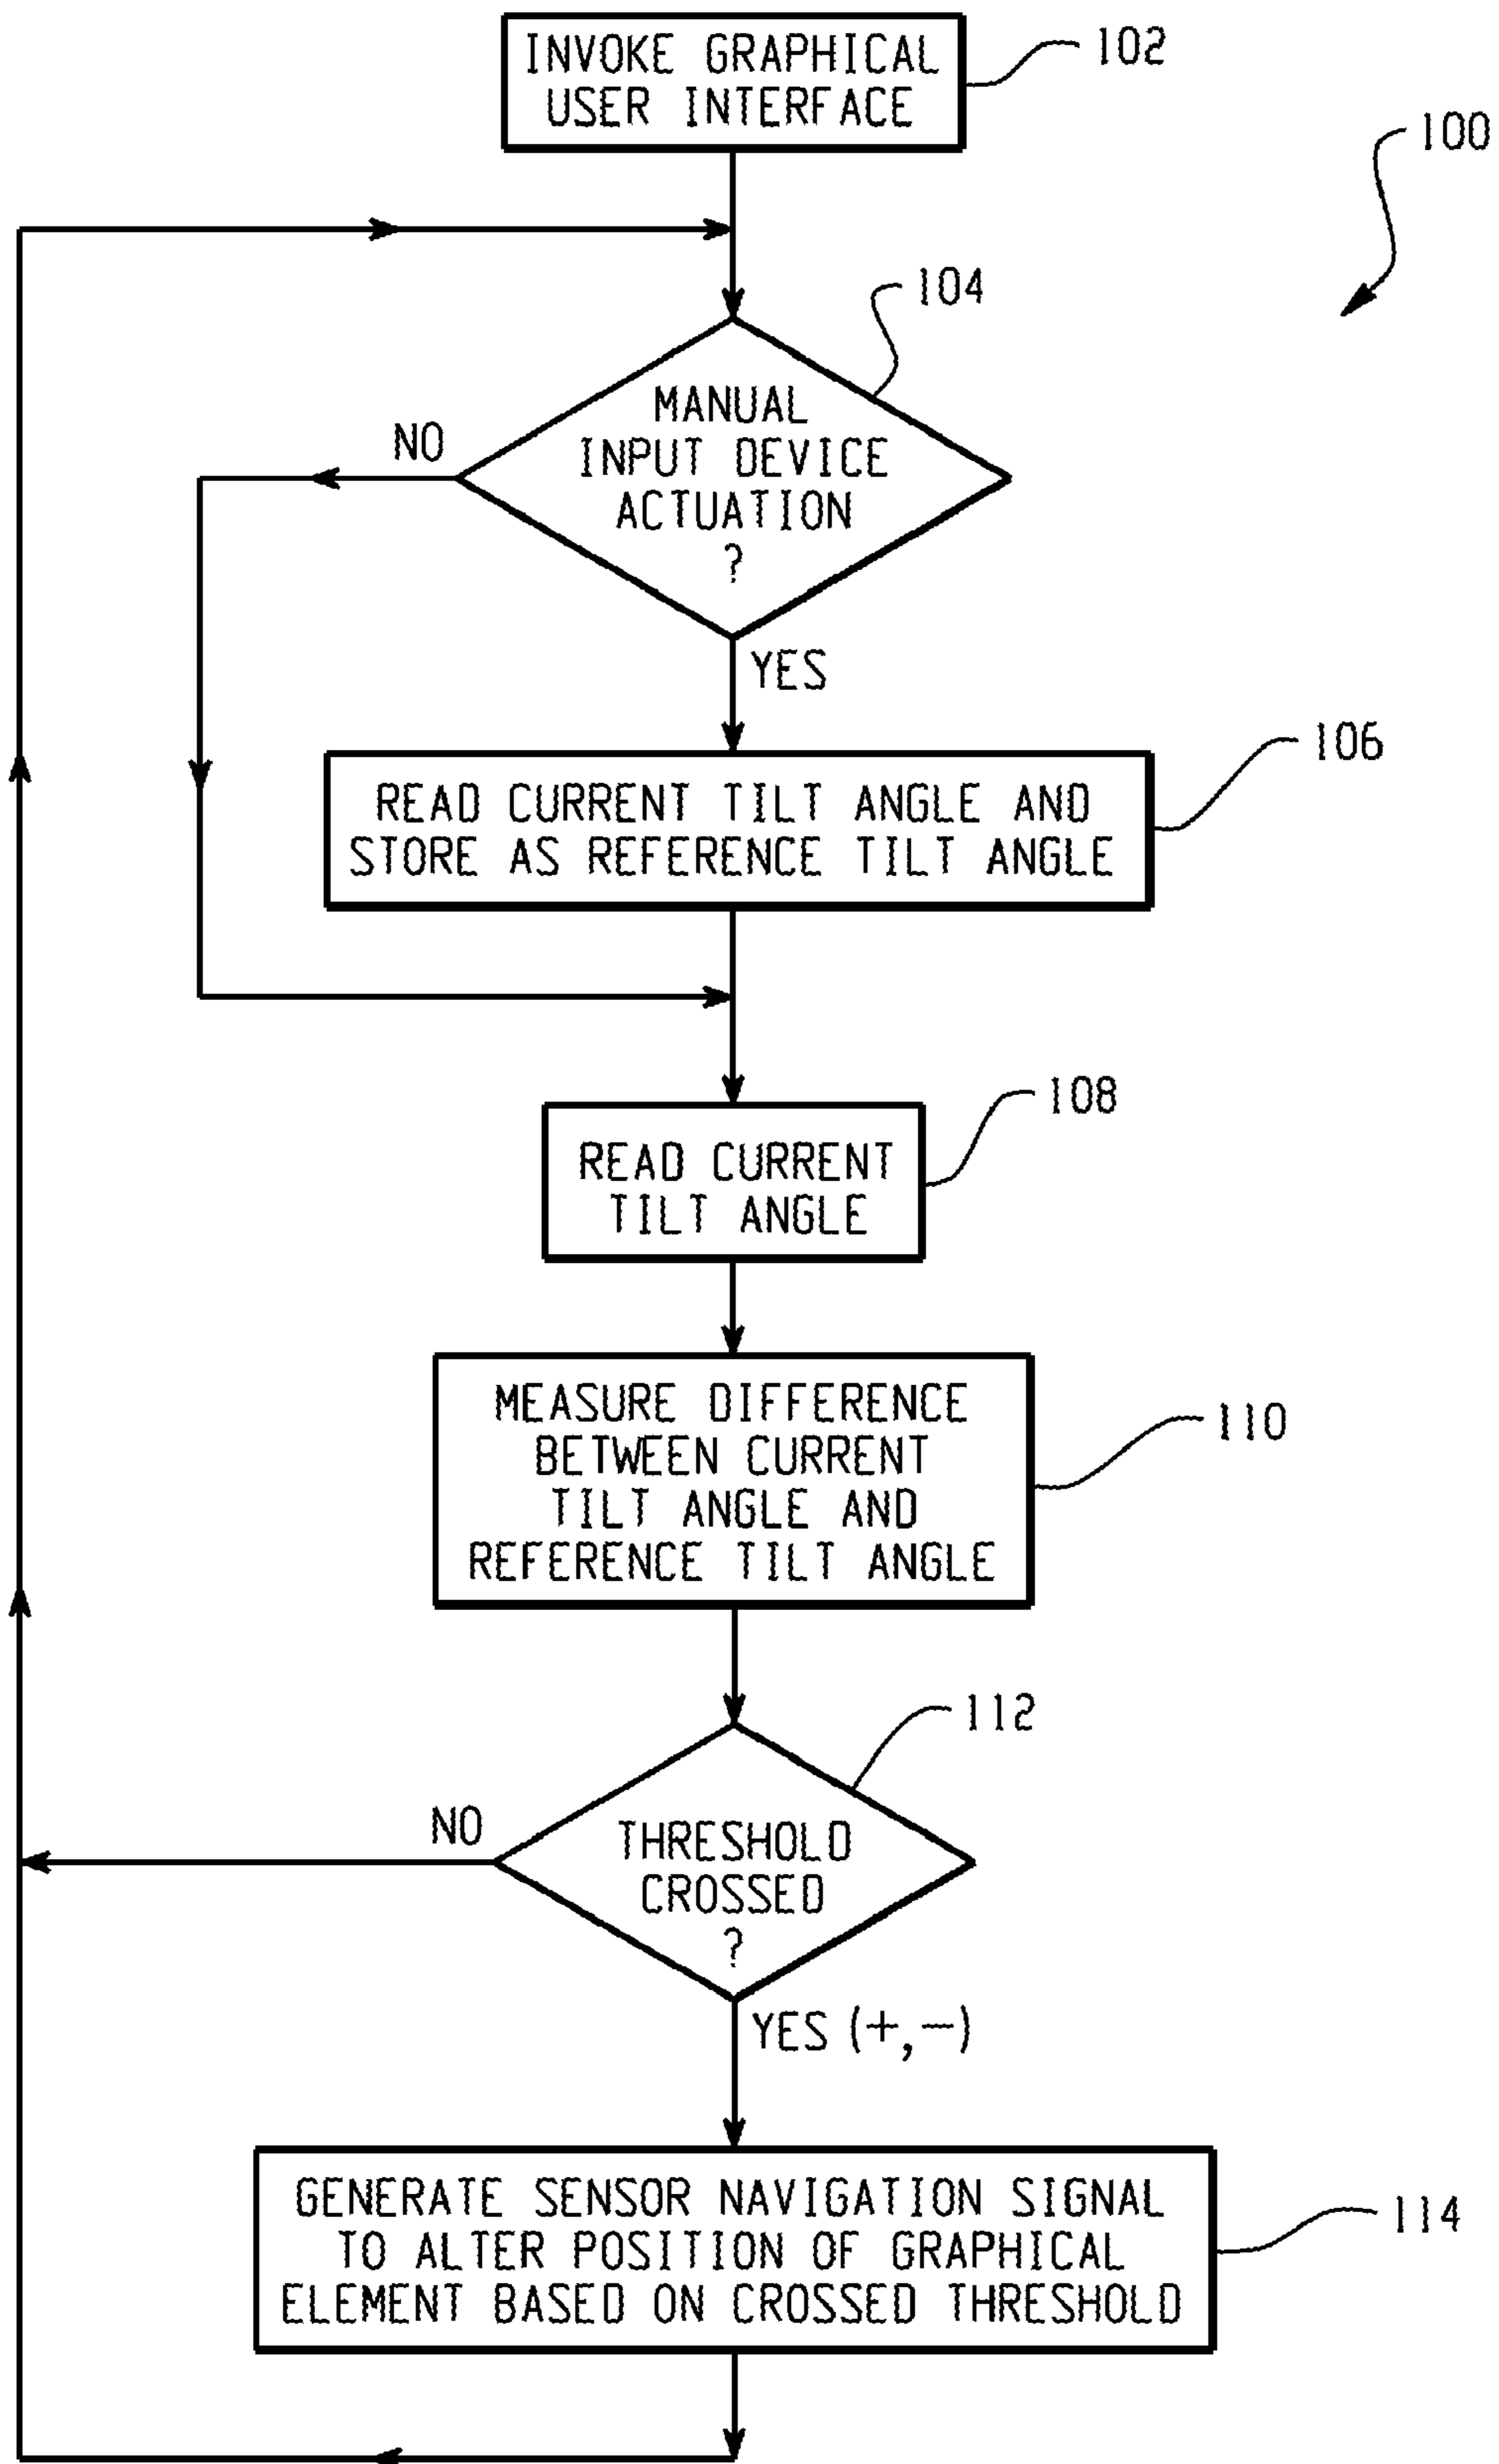 INVOKE GRAPHICAL
USER INTERFACE
102
100
104
MANUAL
INPUT DEVICE
ACTUATION
?
NO
YES
106
READ CURRENT TILT ANGLE AND
STORE AS REFERENCE TILT ANGLE
108
READ CURRENT
TILT ANGLE
MEASURE DIFFERENCE
BETWEEN CURRENT
TILT ANGLE AND
REFERENCE TILT ANGLE
110
112
NO
THRESHOLD
CROSSED
?
YES (+,−)
GENERATE SENSOR NAVIGATION SIGNAL
TO ALTER POSITION OF GRAPHICAL
ELEMENT BASED ON CROSSED THRESHOLD
114